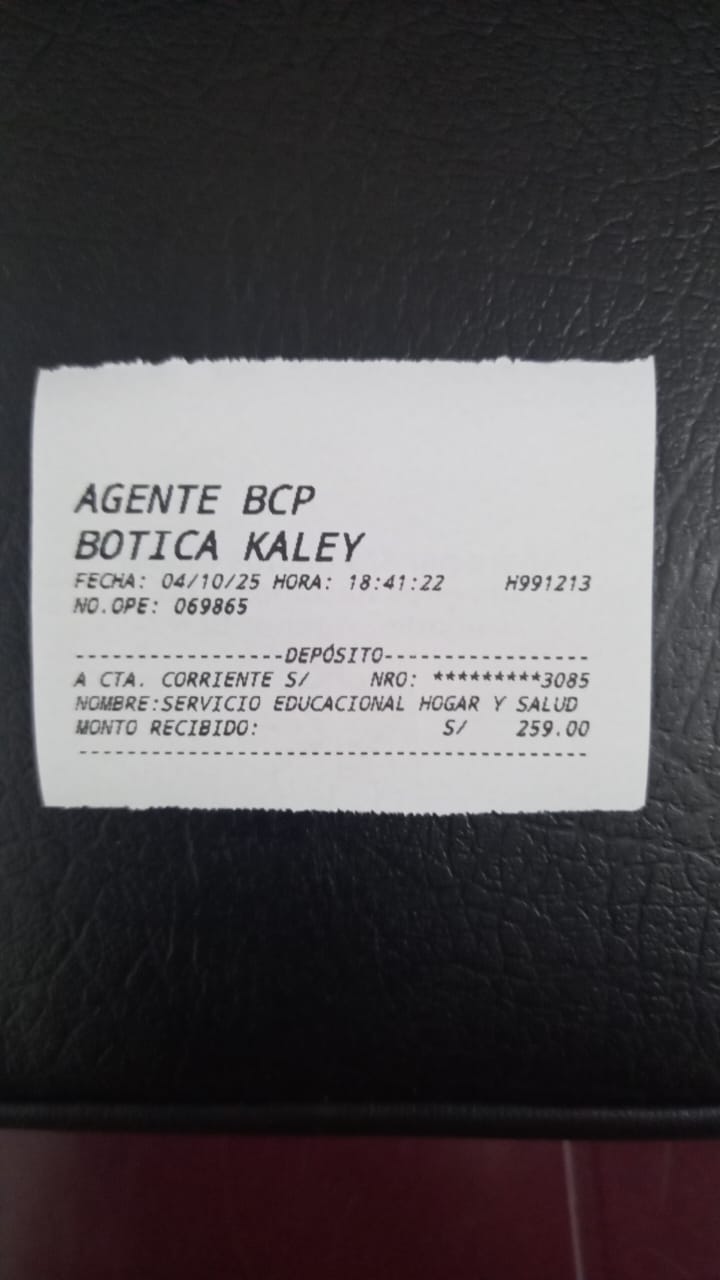 AGENTE BCP
BOTICA KALEY
FECHA: 04/10/25 HORA: 18:41:22 H991213
NO.OPE: 069865
-----------------DEPÓSITO-----------------
A CTA. CORRIENTE S/ NRO: *********3085
NOMBRE:SERVICIO EDUCACIONAL HOGAR Y SALUD
MONTO RECIBIDO: S/ 259.00
------------------------------------------